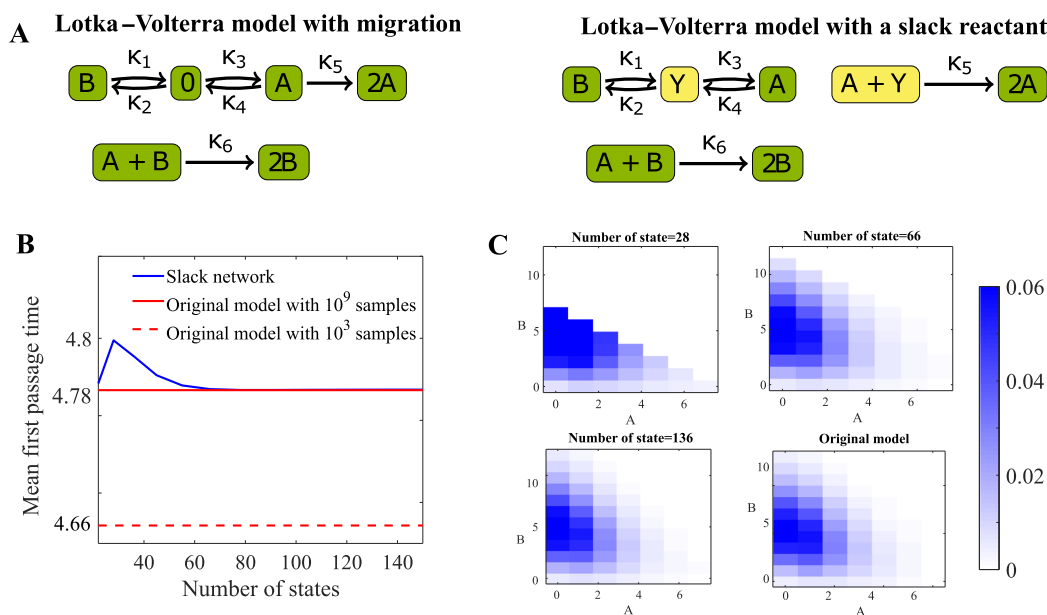 A
Lotka–Volterra model with migration
B κ1 κ2 0 κ3 κ4 A κ5 2A
A + B κ6 2B
Lotka–Volterra model with a slack reactant
B κ1 κ2 Y κ3 κ4 A A + Y κ5 2A
A + B κ6 2B
B
Slack network
Original model with 10⁹ samples
Original model with 10³ samples
Mean first passage time
4.8
4.78
4.66
40 60 80 100 120 140
Number of states
C
Number of state=28
10
B 5
0
0 2 4 6
A
Number of state=66
10
B 5
0
0 2 4 6
A
Number of state=136
10
5
B
0
0 2 4 6
A
Original model
10
5
B
0
0 2 4 6
A
0.06
0.04
0.02
0